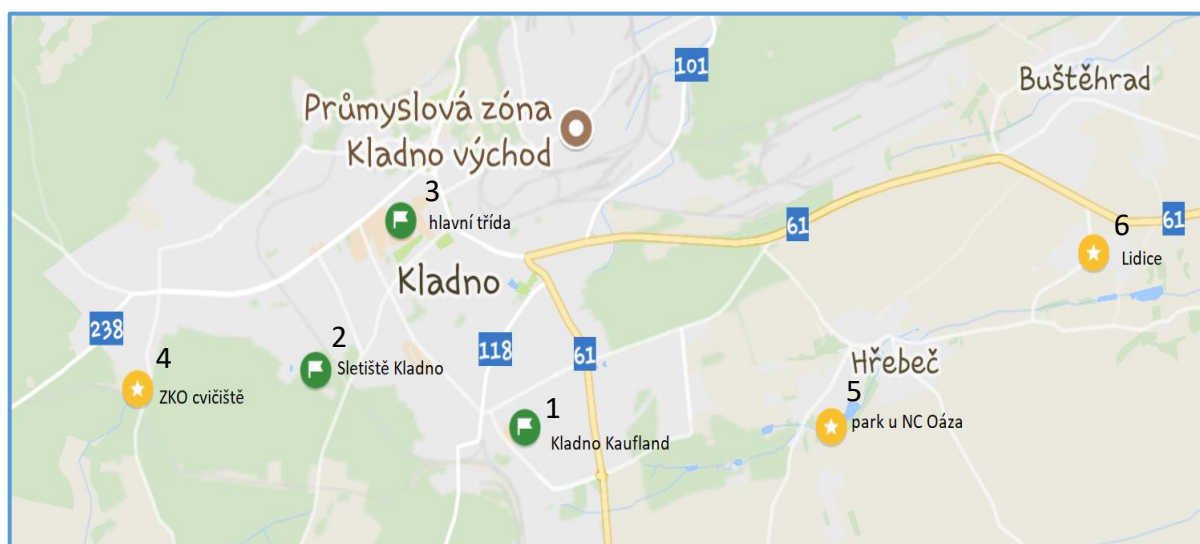 101
Buštěhrad
Průmyslová zóna
Kladno východ
3
hlavní třída
61
61
6
Lidice
Kladno
238
2
Sletiště Kladno
118
61
Hřebeč
4
ZKO cvičiště
5
park u NC Oáza
1
Kladno Kaufland